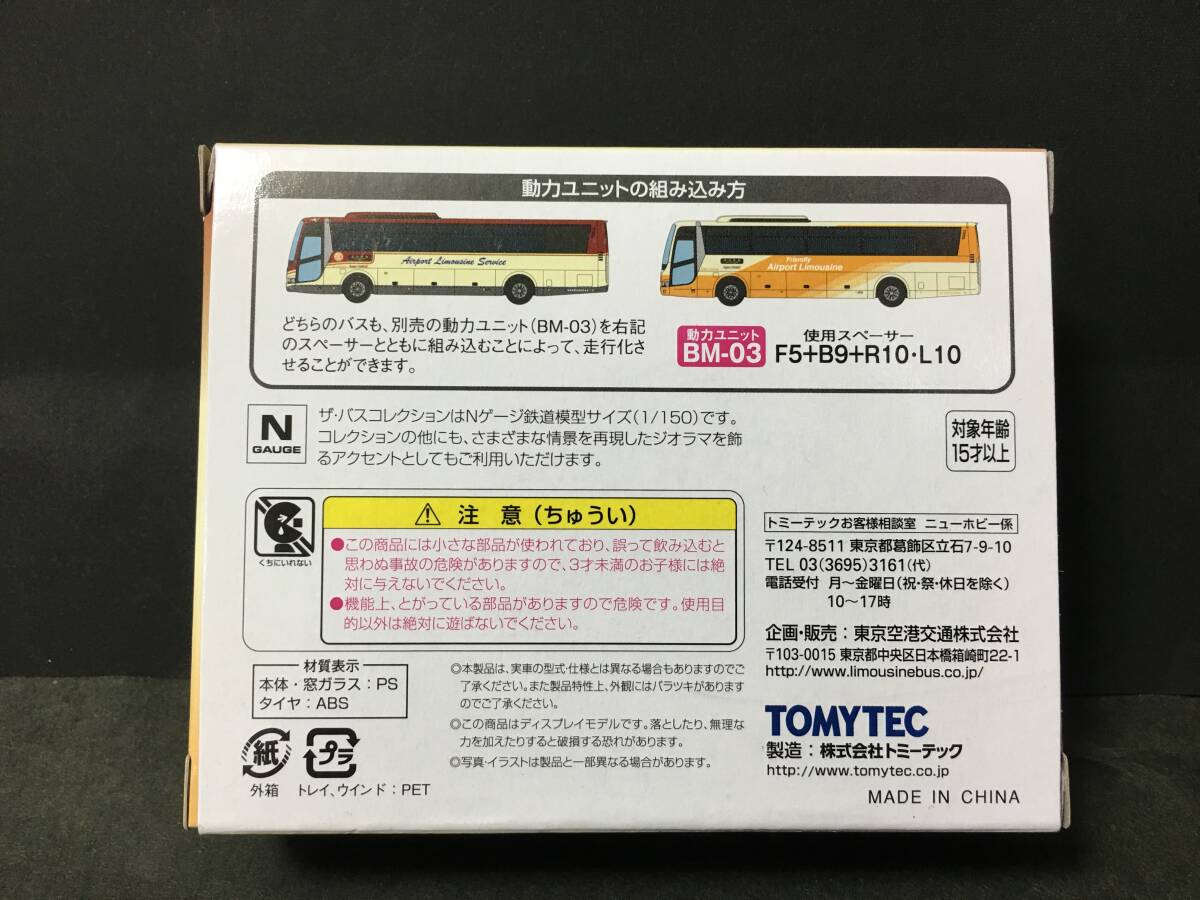 動力ユニットの組み込み方
Airport Limousine Service
Friendly
Airport Limousine
どちらのバスも、別売の動力ユニット(BM-03)を右記
のスペーサーとともに組み込むことによって、走行化さ
せることができます。
動力ユニット
BM-03
使用スペーサー
F5+B9+R10・L10
N
GAUGE
ザ・バスコレクションはNゲージ鉄道模型サイズ(1/150)です。
コレクションの他にも、さまざまな情景を再現したジオラマを飾
るアクセントとしてもご利用いただけます。
対象年齢
15才以上
くちにいれない
注 意(ちゅうい)
●この商品には小さな部品が使われており、誤って飲み込むと
思わぬ事故の危険がありますので、3才未満のお子様には絶
対に与えないでください。
●機能上、とがっている部品がありますので危険です。使用目
的以外は絶対に遊ばないでください。
トミーテックお客様相談室 ニューホビー係
〒124-8511 東京都葛飾区立石7-9-10
TEL 03(3695)3161(代)
電話受付 月~金曜日(祝・祭・休日を除く)
10~17時
企画・販売:東京空港交通株式会社
〒103-0015 東京都中央区日本橋箱崎町22-1
http://www.limousinebus.co.jp/
材質表示
本体・窓ガラス:PS
タイヤ:ABS
紙
外箱
プラ
トレイ、ウインド:PET
◎本製品は、実車の型式・仕様とは異なる場合もありますのでご
了承ください。また製品特性上、外観にはバラツキがあります
のでご了承ください。
◎この商品はディスプレイモデルです。落としたり、無理な
力を加えたりすると破損する恐れがあります。
◎写真・イラストは製品と一部異なる場合があります。
TOMYTEC
製造:株式会社トミーテック
http://www.tomytec.co.jp
MADE IN CHINA